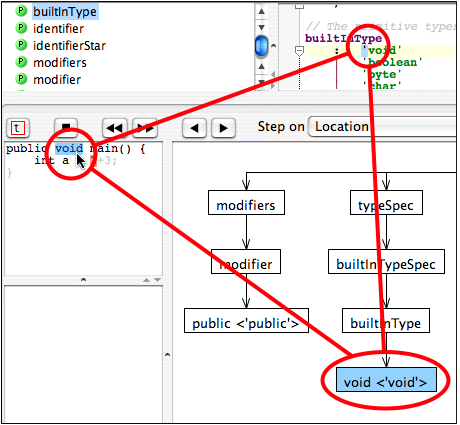 builtInType
identifier
identifierStar
modifiers
modifier
// The primitive types
builtInType
: 'void'
'boolean'
'byte'
'char'
t
Step on Location
public void main() {
int a +3;
}
modifiers typeSpec
modifier builtInTypeSpec
public <'public'> builtInType
void <'void'>